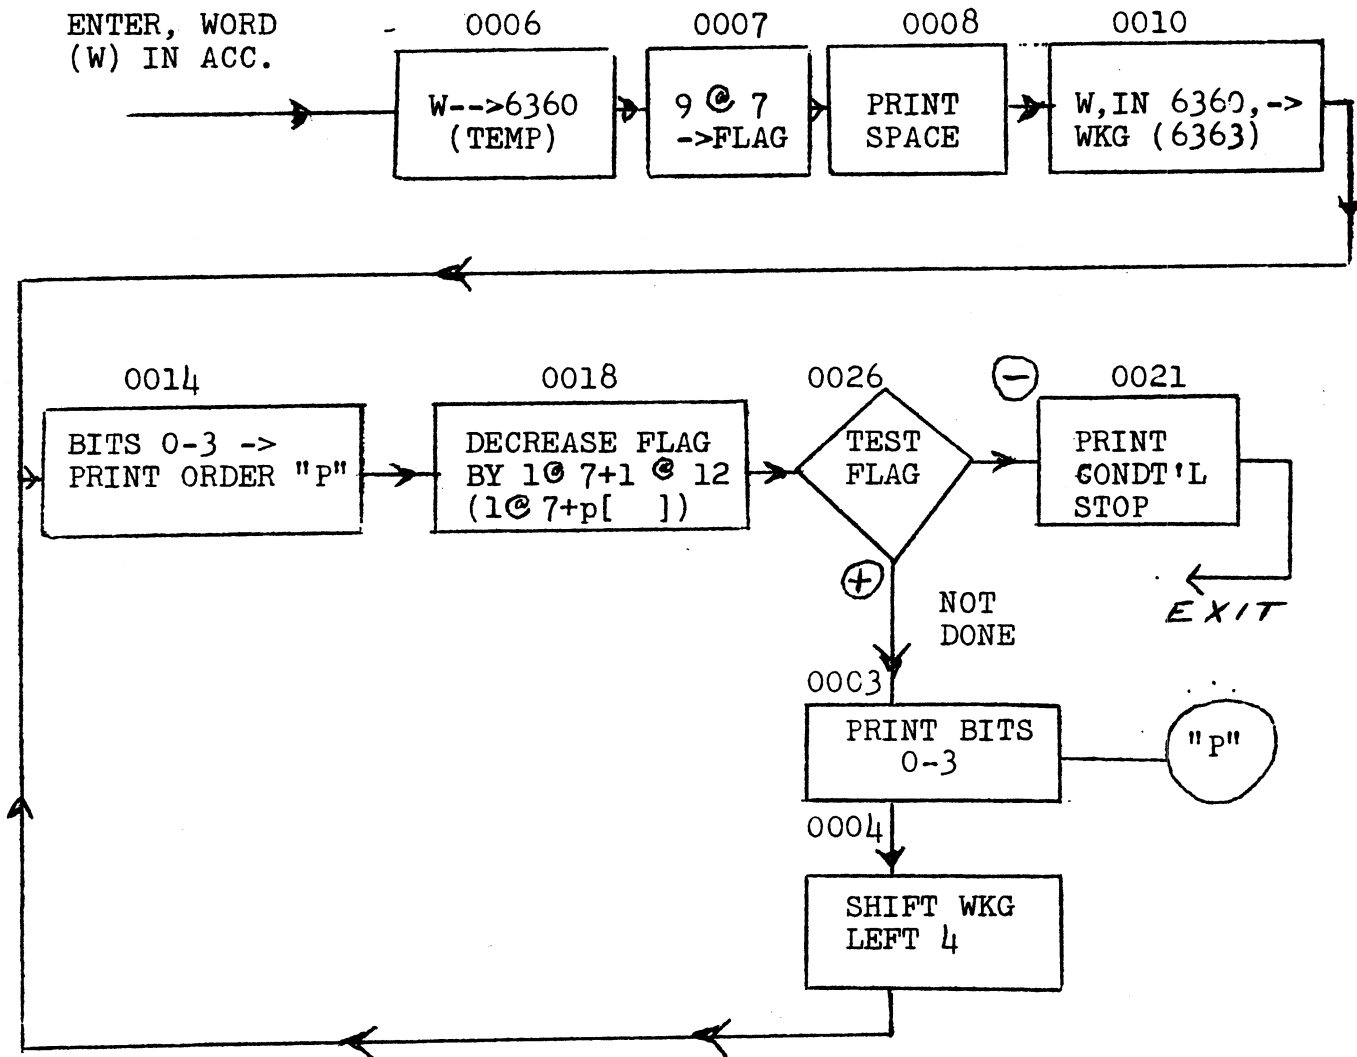 ENTER, WORD
(W) IN ACC.
0006
W-->6360
(TEMP)
0007
9 @ 7
->FLAG
0008
PRINT
SPACE
0010
W,IN 6360,->
WKG (6363)
0014
BITS 0-3 ->
PRINT ORDER "P"
0018
DECREASE FLAG
BY 1@ 7+1 @ 12
(1@ 7+p[ ])
0026
TEST
FLAG
-
0021
PRINT
CONDT'L
STOP
EXIT
+
NOT
DONE
0003
PRINT BITS
0-3
"P"
0004
SHIFT WKG
LEFT 4